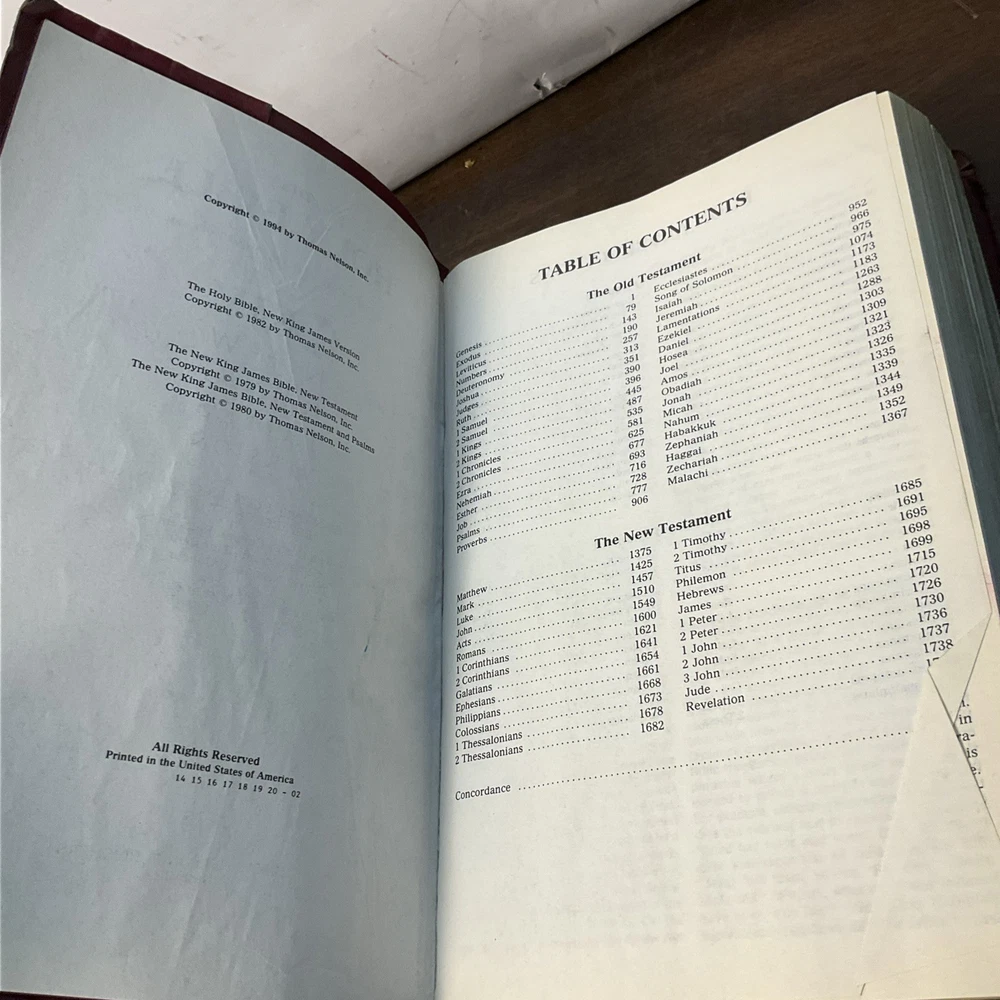 Copyright © 1994 by Thomas Nelson, Inc.
The Holy Bible, New King James Version
Copyright © 1982 by Thomas Nelson, Inc.
The New King James Bible, New Testament
Copyright © 1979 by Thomas Nelson, Inc.
The New King James Bible, New Testament and Psalms
Copyright © 1980 by Thomas Nelson, Inc.
All Rights Reserved
Printed in the United States of America
14 15 16 17 18 19 20 - 02
TABLE OF CONTENTS
The Old Testament
Genesis 1
Exodus 79
Leviticus 143
Numbers 190
Deuteronomy 257
Joshua 313
Judges 351
Ruth 390
1 Samuel 396
2 Samuel 445
1 Kings 487
2 Kings 535
1 Chronicles 581
2 Chronicles 625
Ezra 677
Nehemiah 693
Esther 716
Job 728
Psalms 777
Proverbs 906
Ecclesiastes 952
Song of Solomon 966
Isaiah 975
Jeremiah 1074
Lamentations 1173
Ezekiel 1183
Daniel 1263
Hosea 1288
Joel 1303
Amos 1309
Obadiah 1321
Jonah 1323
Micah 1326
Nahum 1335
Habakkuk 1339
Zephaniah 1344
Haggai 1349
Zechariah 1352
Malachi 1367
The New Testament
Matthew 1375
Mark 1425
Luke 1457
John 1510
Acts 1549
Romans 1600
1 Corinthians 1621
2 Corinthians 1641
Galatians 1654
Ephesians 1661
Philippians 1668
Colossians 1673
1 Thessalonians 1678
2 Thessalonians 1682
1 Timothy 1685
2 Timothy 1691
Titus 1695
Philemon 1698
Hebrews 1699
James 1715
1 Peter 1720
2 Peter 1726
1 John 1730
2 John 1736
3 John 1737
Jude 1738
Revelation
Concordance
in
is